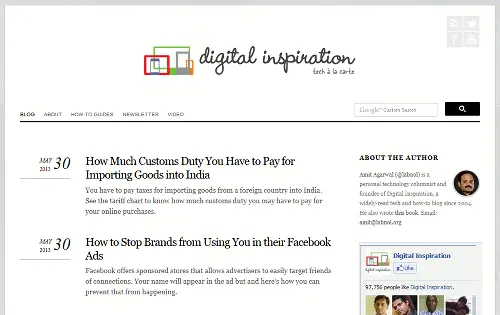 digital inspiration
tech à la carte
Google™ Custom Search
BLOG ABOUT HOW-TO GUIDES NEWSLETTER VIDEO
MAY 30
2013
How Much Customs Duty You Have to Pay for
Importing Goods into India
You have to pay taxes for importing goods from a foreign country into India.
See the tariff chart to know how much customs duty you may have to pay for
your online purchases.
MAY 30
2013
How to Stop Brands from Using You in their Facebook
Ads
Facebook offers sponsored stores that allows advertisers to easily target friends
of connections. Your name will appear in the ad but and here's how you can
prevent that from happening.
ABOUT THE AUTHOR
Amit Agarwal (@labnol) is a
personal technology columnist and
founder of Digital Inspiration, a
widely-read tech and how-to blog since 2004.
He also wrote this book. Email:
amit@labnol.org
Digital Inspiration
Like
digital inspiration
97,756 people like Digital Inspiration.